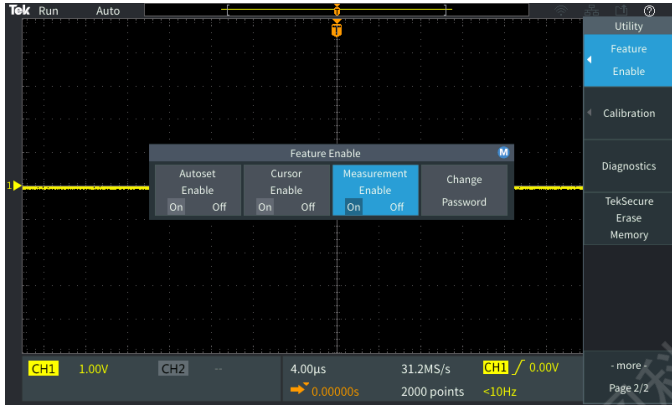 Tek Run Auto
T
Utility
Feature
Enable
Calibration
Diagnostics
TekSecure
Erase
Memory
- more -
Page 2/2
Feature Enable M
Autoset
Enable
On Off
Cursor
Enable
On Off
Measurement
Enable
On Off
Change
Password
1
CH1 1.00V CH2 -- 4.00µs 31.2MS/s CH1 0.00V
0.00000s 2000 points <10Hz